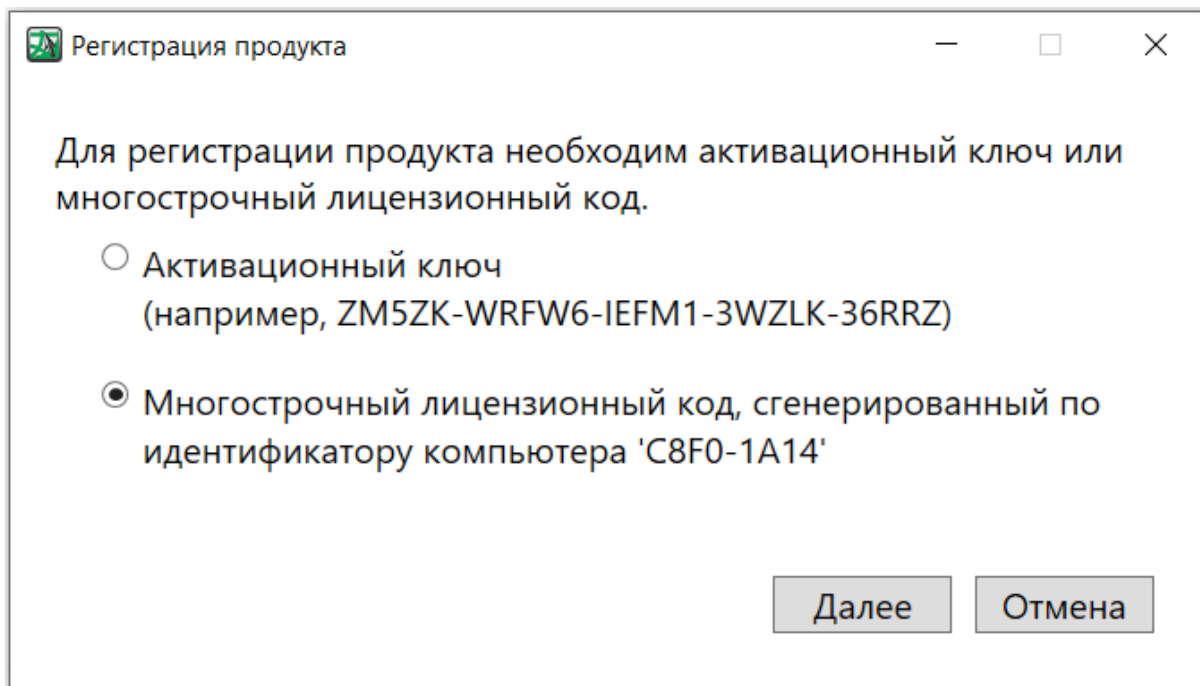 Регистрация продукта
Для регистрации продукта необходим активационный ключ или
многострочный лицензионный код.
Активационный ключ
(например, ZM5ZK-WRFW6-IEFM1-3WZLK-36RRZ)
Многострочный лицензионный код, сгенерированный по
идентификатору компьютера 'C8F0-1A14'
Далее Отмена